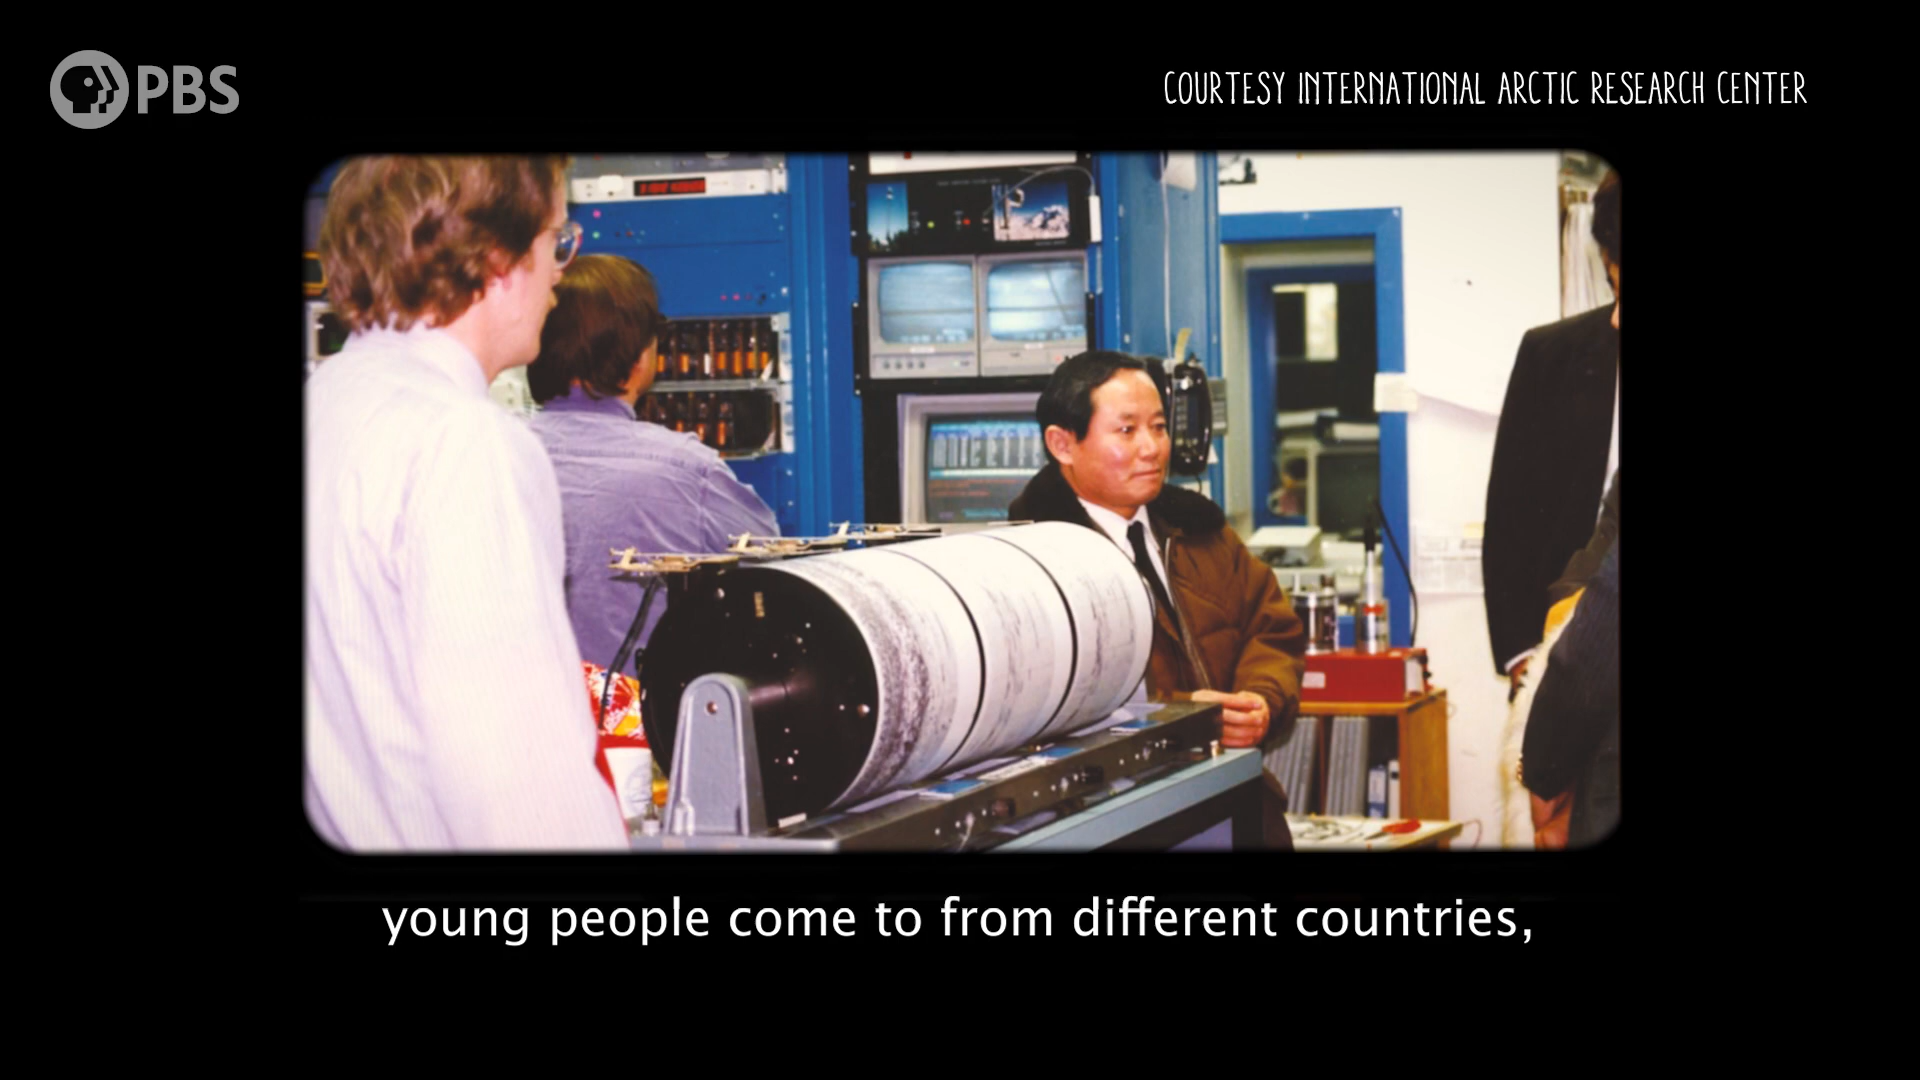 PBS
COURTESY INTERNATIONAL ARCTIC RESEARCH CENTER
young people come to from different countries,